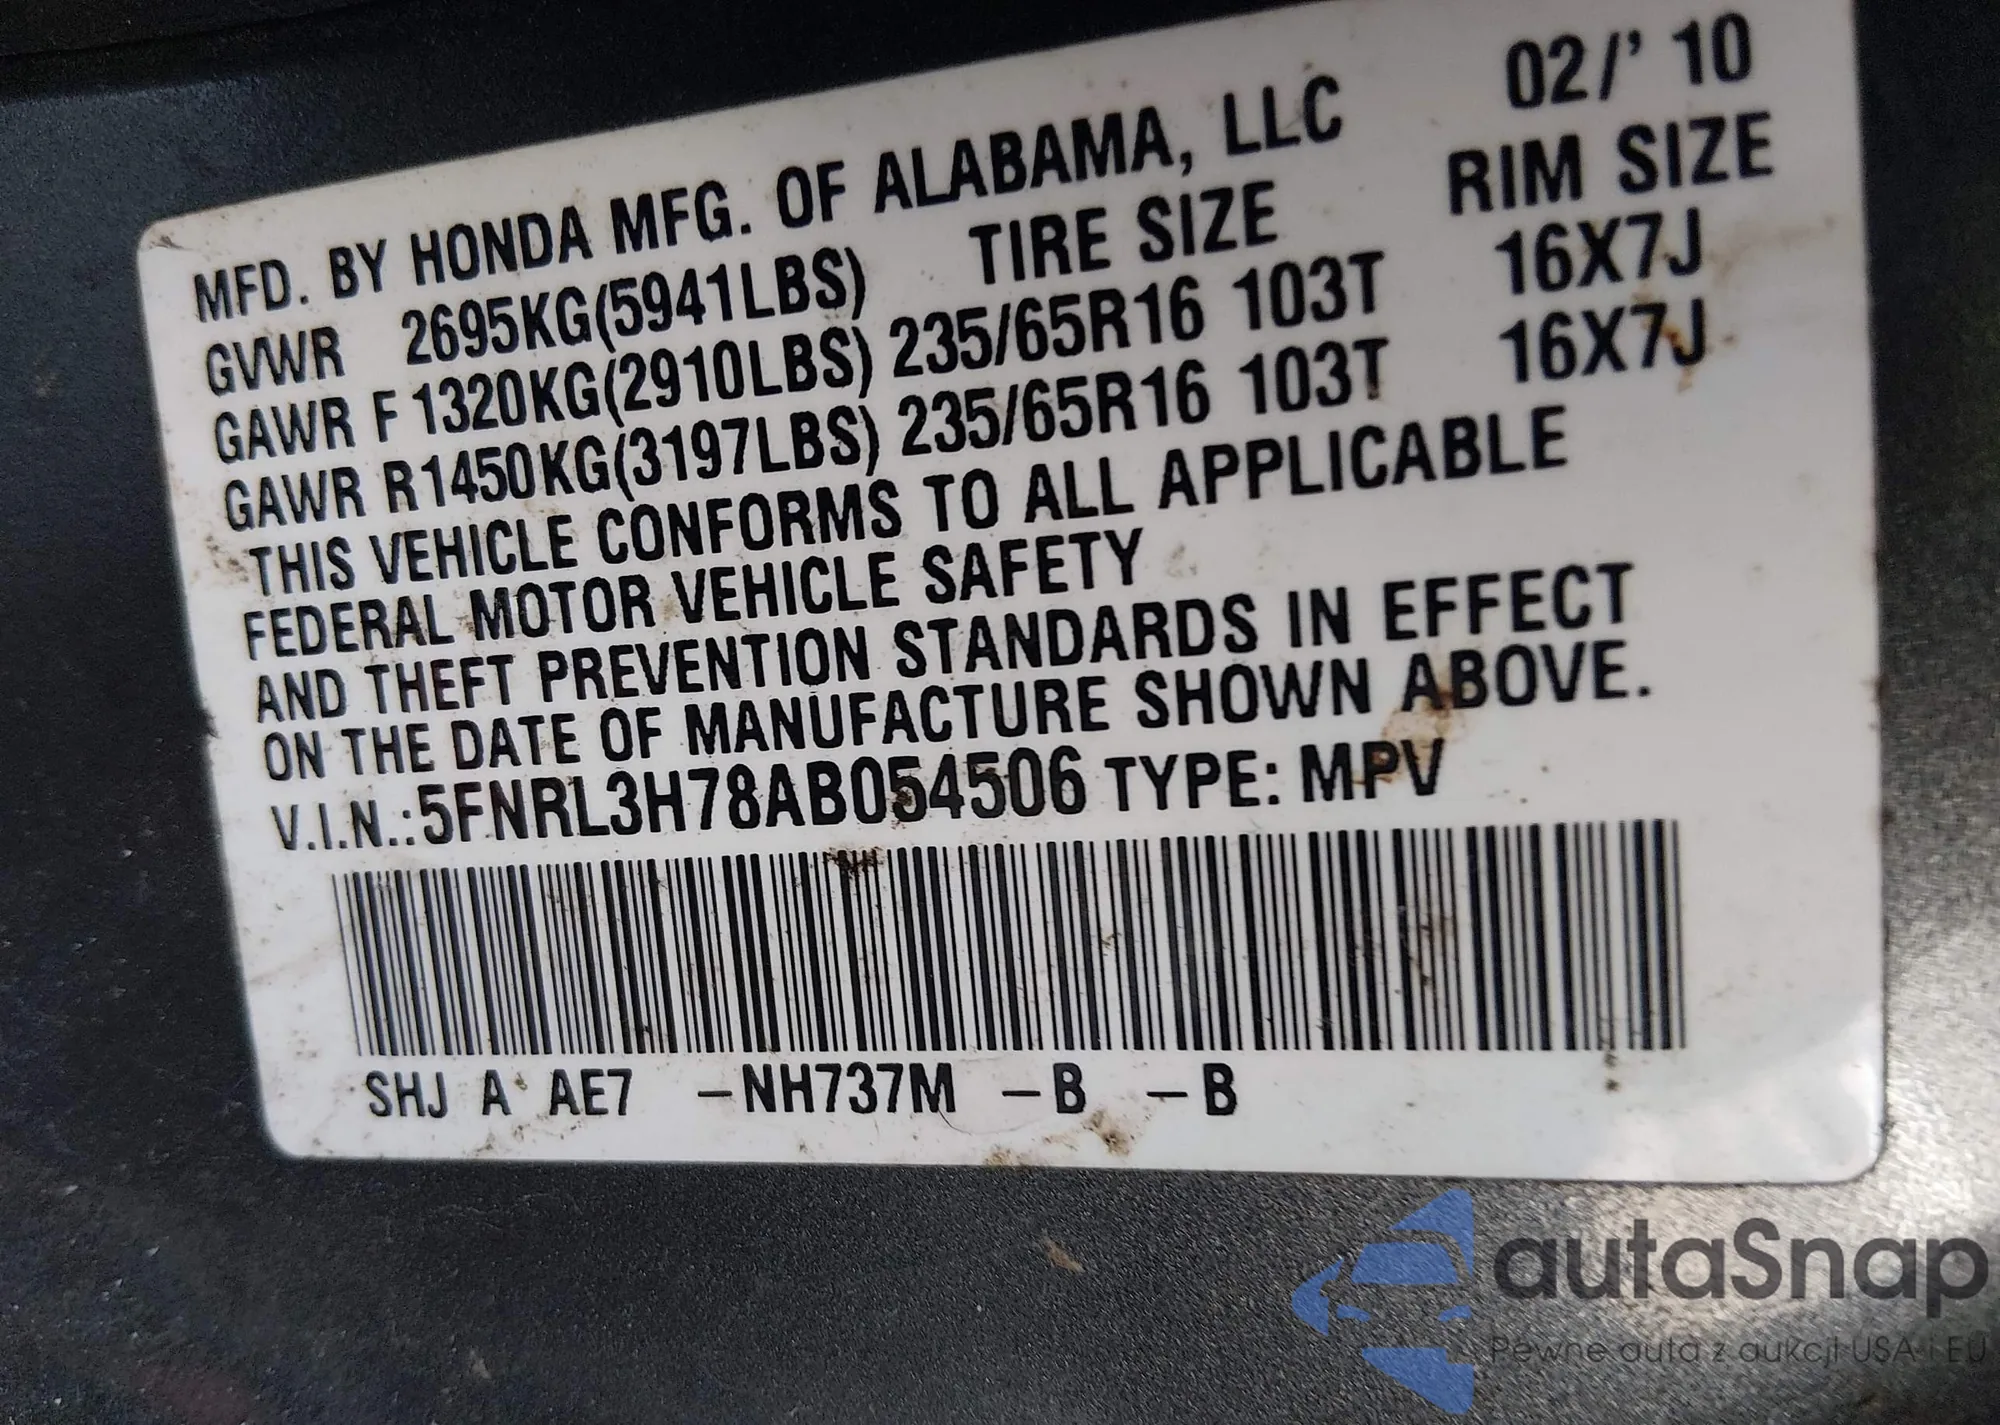 MFD. BY HONDA MFG. OF ALABAMA, LLC 02/' 10
GVWR 2695KG(5941LBS) TIRE SIZE RIM SIZE
GAWR F 1320KG(2910LBS) 235/65R16 103T 16X7J
GAWR R1450KG(3197LBS) 235/65R16 103T 16X7J
THIS VEHICLE CONFORMS TO ALL APPLICABLE
FEDERAL MOTOR VEHICLE SAFETY
AND THEFT PREVENTION STANDARDS IN EFFECT
ON THE DATE OF MANUFACTURE SHOWN ABOVE.
V.I.N.:5FNRL3H78AB054506 TYPE: MPV
SHJ A AE7 -NH737M -B -B
autaSnap
Pewne auta z aukcji USA i EU